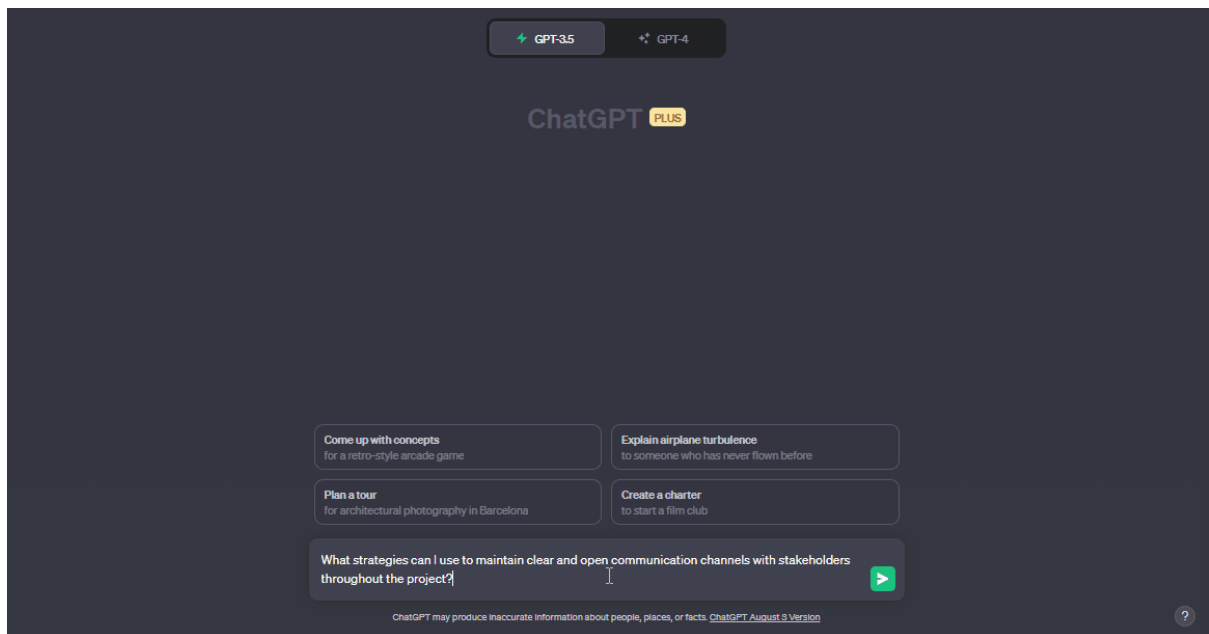 GPT-3.5
GPT-4
ChatGPT PLUS
Come up with concepts
for a retro-style arcade game
Explain airplane turbulence
to someone who has never flown before
Plan a tour
for architectural photography in Barcelona
Create a charter
to start a film club
What strategies can I use to maintain clear and open communication channels with stakeholders
throughout the project?
ChatGPT may produce inaccurate information about people, places, or facts. ChatGPT August 3 Version
?